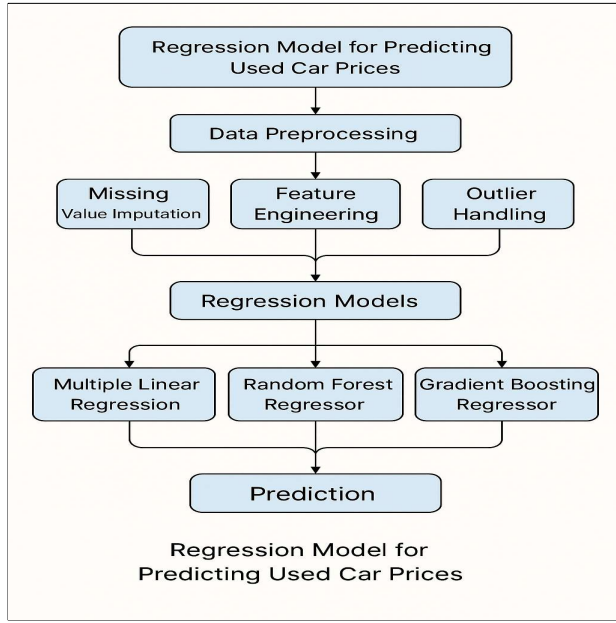 Regression Model for Predicting
Used Car Prices
Data Preprocessing
Missing
Value Imputation
Feature
Engineering
Outlier
Handling
Regression Models
Multiple Linear
Regression
Random Forest
Regressor
Gradient Boosting
Regressor
Prediction
Regression Model for
Predicting Used Car Prices